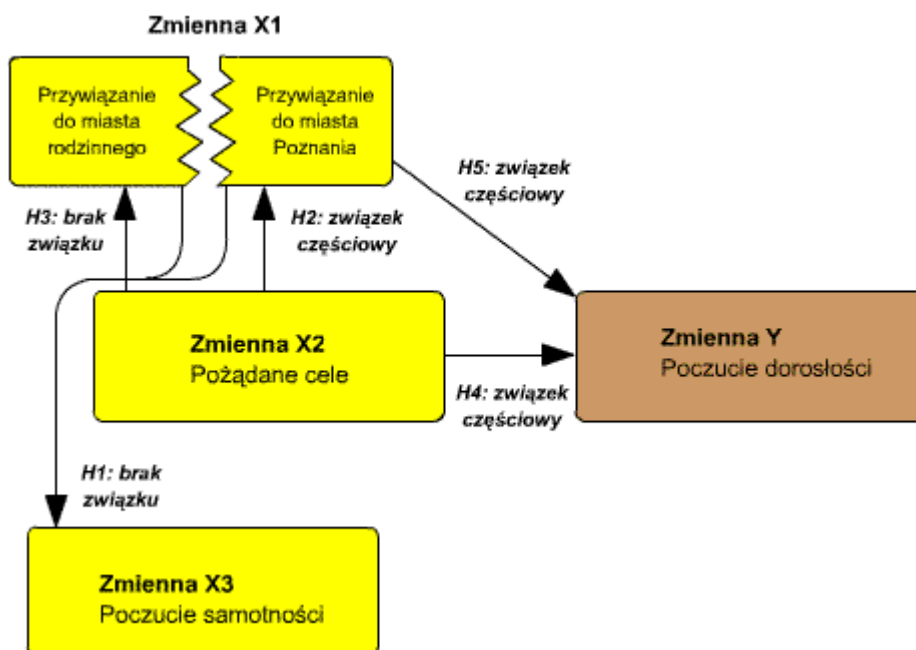 Zmienna X1
Przywiązanie
do miasta
rodzinnego
Przywiązanie
do miasta
Poznania
H5: związek
częściowy
H3: brak
związku
H2: związek
częściowy
Zmienna X2
Pożądane cele
Zmienna Y
Poczucie dorosłości
H4: związek
częściowy
H1: brak
związku
Zmienna X3
Poczucie samotności